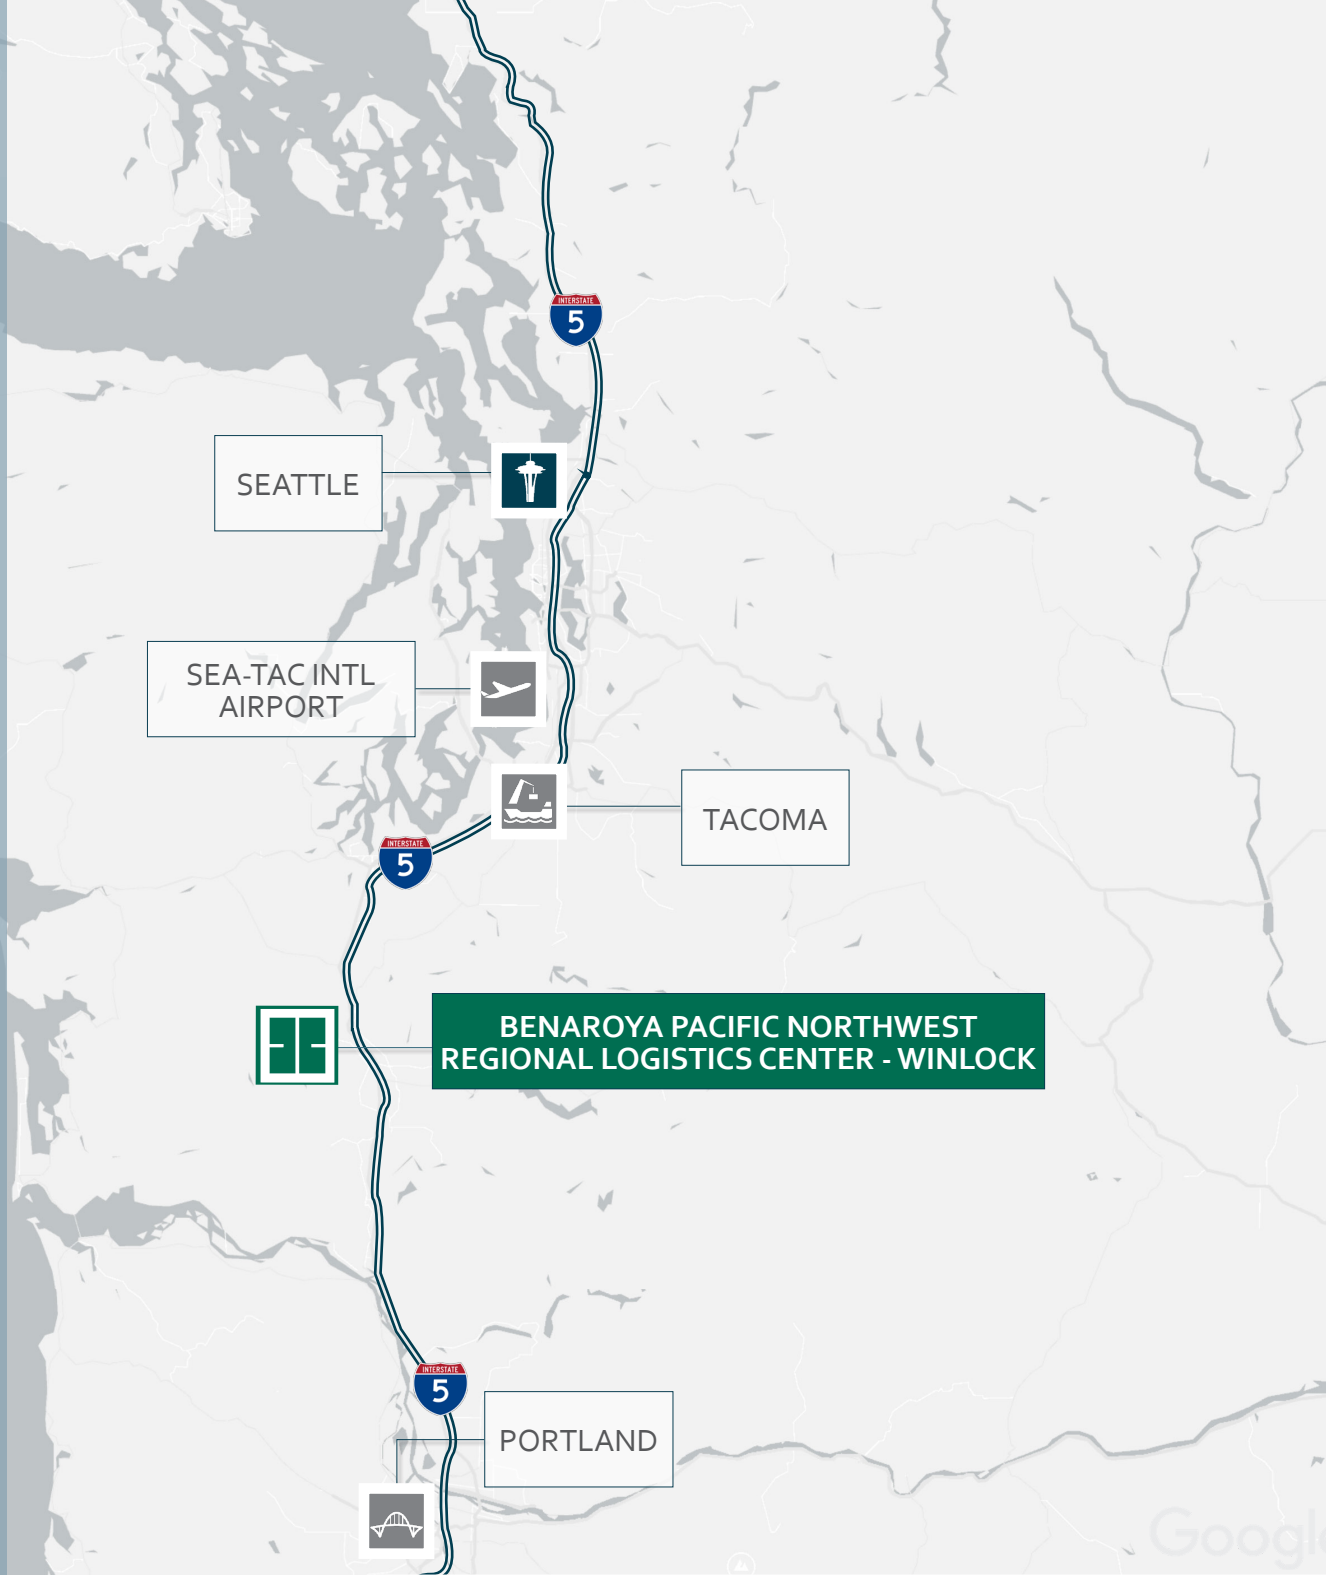 INTERSTATE
5
SEATTLE
SEA-TAC INTL
AIRPORT
TACOMA
INTERSTATE
5
BENAROYA PACIFIC NORTHWEST
REGIONAL LOGISTICS CENTER - WINLOCK
INTERSTATE
5
PORTLAND
Google